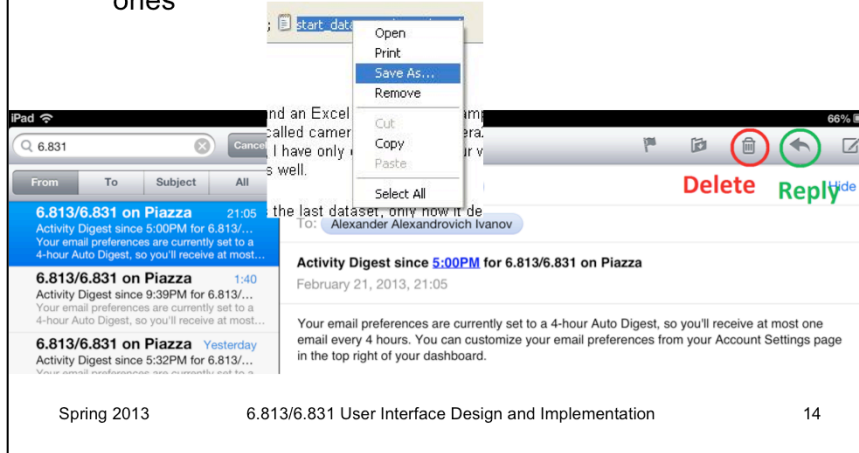 ones
start_data
Open
Print
Save As...
Remove
Cut
Copy
Paste
Select All
nd an Excel
called camer
I have only
s well.
the last dataset, only now it de
iPad
66%
6.831
Cancel
From To Subject All
6.813/6.831 on Piazza 21:05
Activity Digest since 5:00PM for 6.813/...
Your email preferences are currently set to a
4-hour Auto Digest, so you'll receive at most...
6.813/6.831 on Piazza 1:40
Activity Digest since 9:39PM for 6.813/...
Your email preferences are currently set to a
4-hour Auto Digest, so you'll receive at most...
6.813/6.831 on Piazza Yesterday
Activity Digest since 5:32PM for 6.813/...
Your email preferences are currently set to a
Delete Reply
Hide
To: Alexander Alexandrovich Ivanov
Activity Digest since 5:00PM for 6.813/6.831 on Piazza
February 21, 2013, 21:05
Your email preferences are currently set to a 4-hour Auto Digest, so you'll receive at most one
email every 4 hours. You can customize your email preferences from your Account Settings page
in the top right of your dashboard.
Spring 2013 6.813/6.831 User Interface Design and Implementation 14